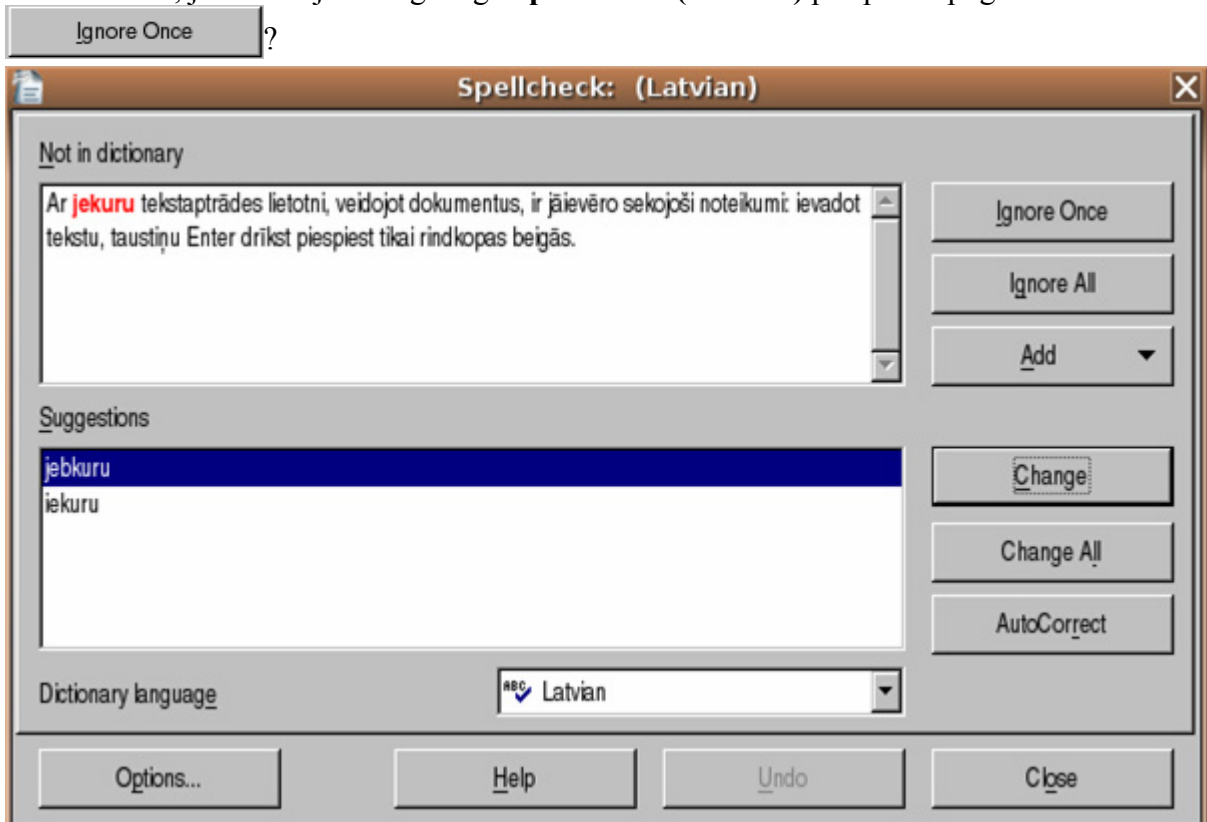 Ignore Once ?
Spellcheck: (Latvian)
Not in dictionary
Ar jekuru tekstaptrādes lietotni, veidojot dokumentus, ir jāievēro sekojoši noteikumi: ievadot
tekstu, taustiņu Enter drīkst piespiest tikai rindkopas beigās.
Ignore Once
Ignore All
Add
Suggestions
jebkuru
iekuru
Change
Change All
AutoCorrect
Dictionary language
ABC Latvian
Options...
Help
Undo
Close